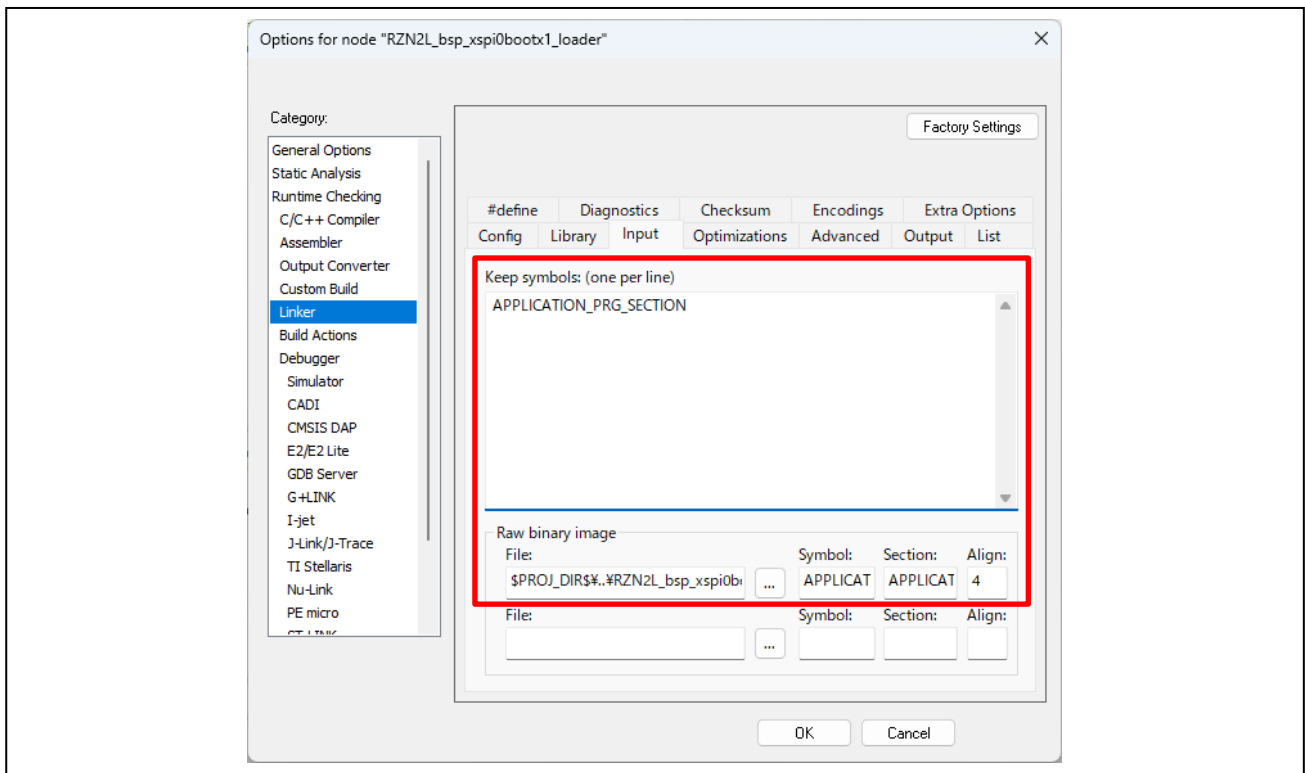 Options for node "RZN2L_bsp_xspi0bootx1_loader"
Category:
Factory Settings
General Options
Static Analysis
Runtime Checking
C/C++ Compiler
Assembler
Output Converter
Custom Build
Linker
Build Actions
Debugger
Simulator
CADI
CMSIS DAP
E2/E2 Lite
GDB Server
G+LINK
I-jet
J-Link/J-Trace
TI Stellaris
Nu-Link
PE micro
ST-LINK
#define Diagnostics Checksum Encodings Extra Options
Config Library Input Optimizations Advanced Output List
Keep symbols: (one per line)
APPLICATION_PRG_SECTION
Raw binary image
File: Symbol: Section: Align:
$PROJ_DIR$¥..¥RZN2L_bsp_xspi0b ... APPLICAT APPLICAT 4
File: Symbol: Section: Align:
...
OK Cancel